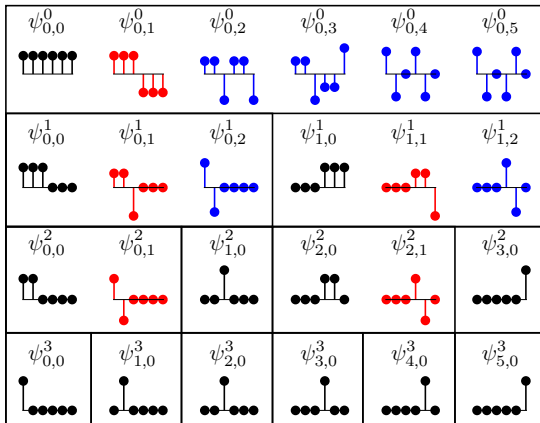 ψ^0_{0,0} ψ^0_{0,1} ψ^0_{0,2} ψ^0_{0,3} ψ^0_{0,4} ψ^0_{0,5}
ψ^1_{0,0} ψ^1_{0,1} ψ^1_{0,2} ψ^1_{1,0} ψ^1_{1,1} ψ^1_{1,2}
ψ^2_{0,0} ψ^2_{0,1} ψ^2_{1,0} ψ^2_{2,0} ψ^2_{2,1} ψ^2_{3,0}
ψ^3_{0,0} ψ^3_{1,0} ψ^3_{2,0} ψ^3_{3,0} ψ^3_{4,0} ψ^3_{5,0}